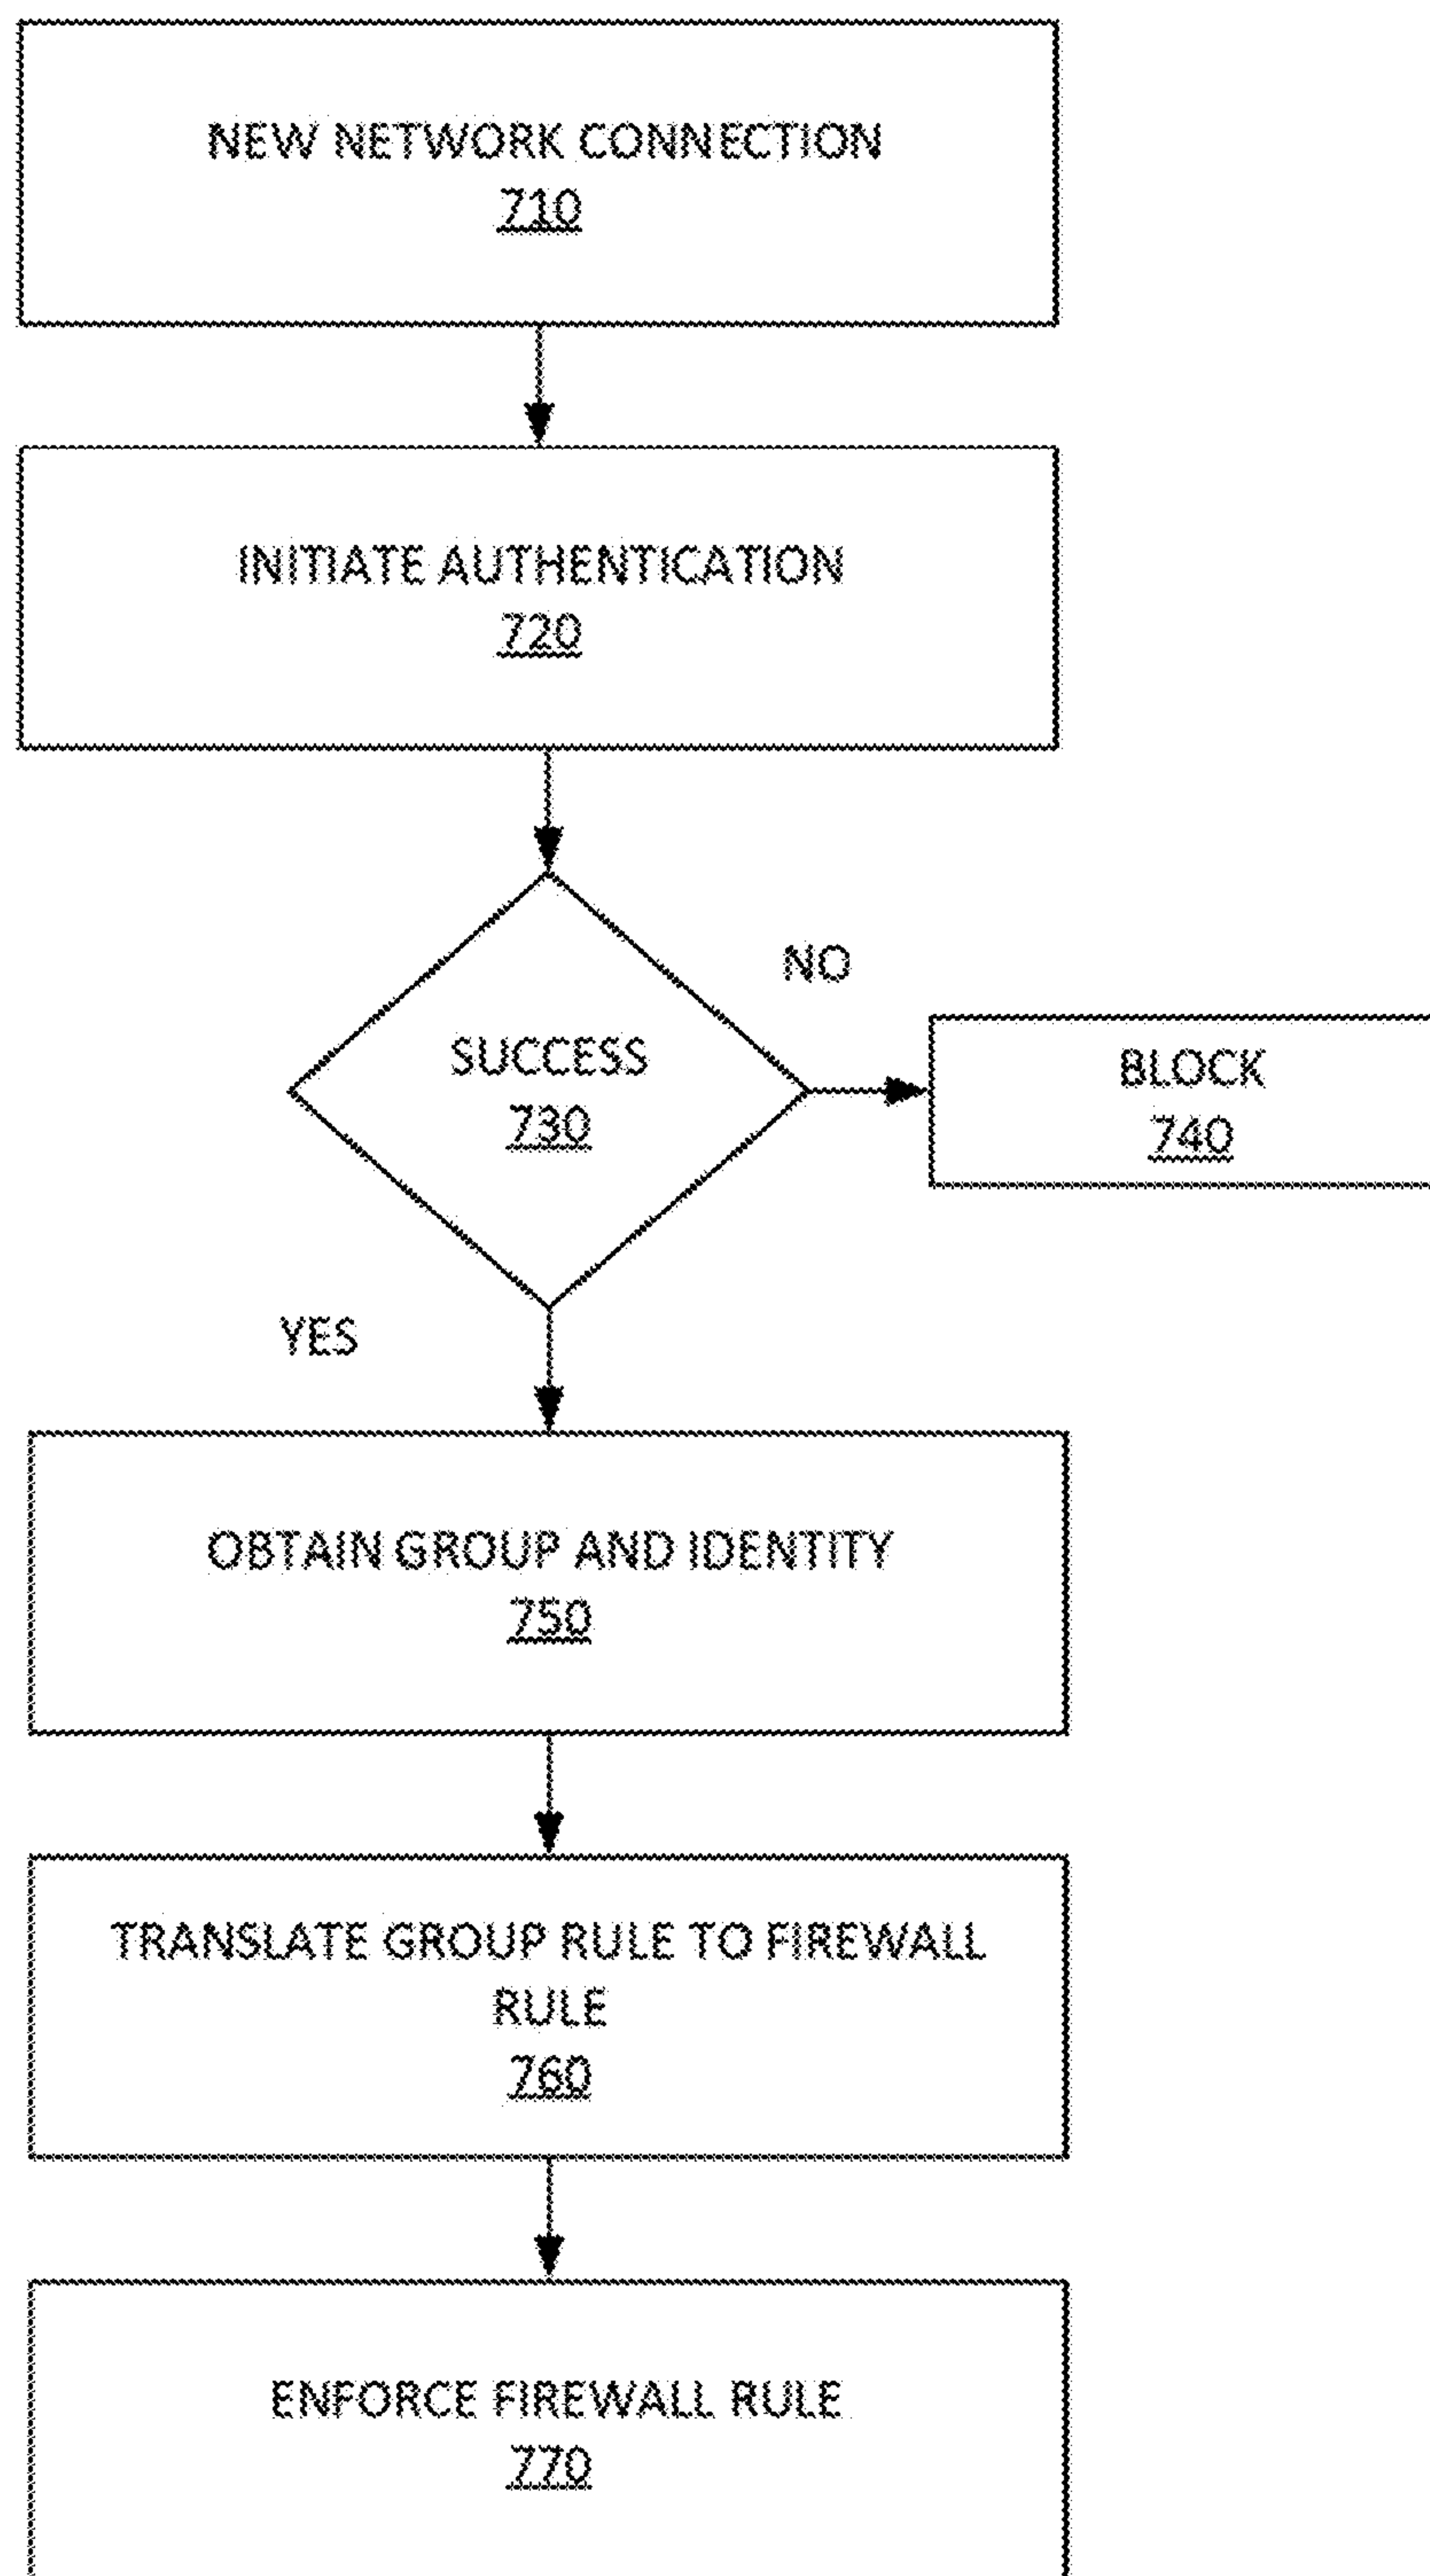 NEW NETWORK CONNECTION
710
INITIATE AUTHENTICATION
720
NO
SUCCESS
730
BLOCK
740
YES
OBTAIN GROUP AND IDENTITY
750
TRANSLATE GROUP RULE TO FIREWALL
RULE
760
ENFORCE FIREWALL RULE
770